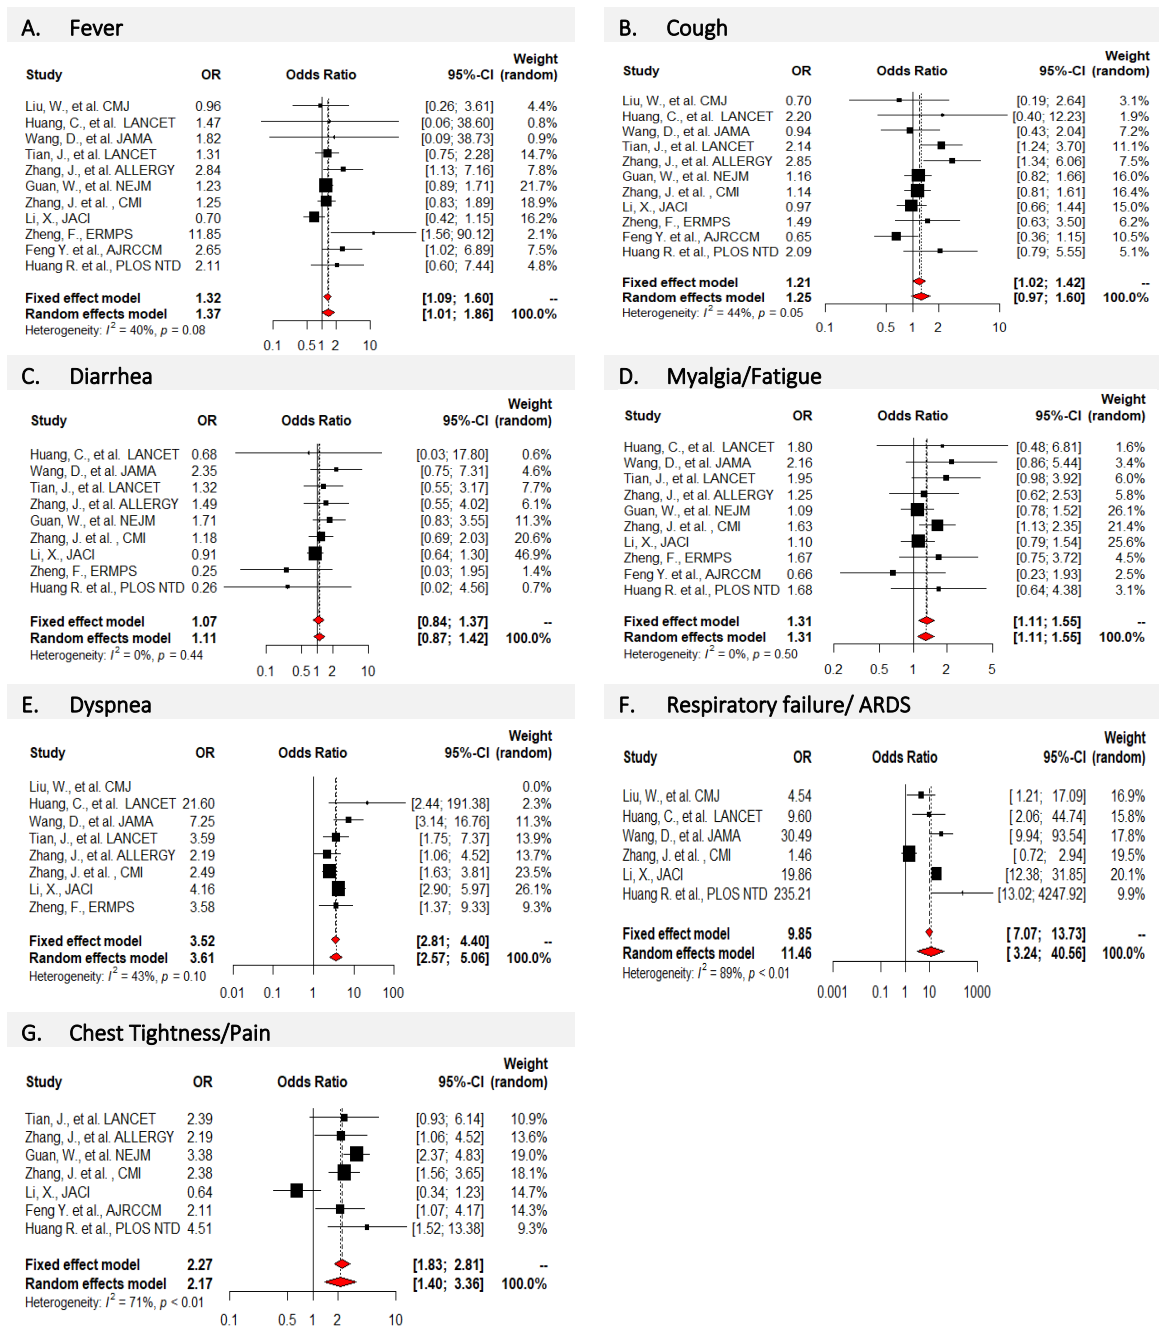 A. Fever
Weight
Study OR Odds Ratio 95%-CI (random)
Liu, W., et al. CMJ 0.96 [0.26; 3.61] 4.4%
Huang, C., et al. LANCET 1.47 [0.06; 38.60] 0.8%
Wang, D., et al. JAMA 1.82 [0.09; 38.73] 0.9%
Tian, J., et al. LANCET 1.31 [0.75; 2.28] 14.7%
Zhang, J., et al. ALLERGY 2.84 [1.13; 7.16] 7.8%
Guan, W., et al. NEJM 1.23 [0.89; 1.71] 21.7%
Zhang, J. et al. , CMI 1.25 [0.83; 1.89] 18.9%
Li, X., JACI 0.70 [0.42; 1.15] 16.2%
Zheng, F., ERMPS 11.85 [1.56; 90.12] 2.1%
Feng Y. et al., AJRCCM 2.65 [1.02; 6.89] 7.5%
Huang R. et al., PLOS NTD 2.11 [0.60; 7.44] 4.8%
Fixed effect model 1.32 [1.09; 1.60] --
Random effects model 1.37 [1.01; 1.86] 100.0%
Heterogeneity: I² = 40%, p = 0.08
0.1 0.5 1 2 10
B. Cough
Weight
Study OR Odds Ratio 95%-CI (random)
Liu, W., et al. CMJ 0.70 [0.19; 2.64] 3.1%
Huang, C., et al. LANCET 2.20 [0.40; 12.23] 1.9%
Wang, D., et al. JAMA 0.94 [0.43; 2.04] 7.2%
Tian, J., et al. LANCET 2.14 [1.24; 3.70] 11.1%
Zhang, J., et al. ALLERGY 2.85 [1.34; 6.06] 7.5%
Guan, W., et al. NEJM 1.16 [0.82; 1.66] 16.0%
Zhang, J. et al. , CMI 1.14 [0.81; 1.61] 16.4%
Li, X., JACI 0.97 [0.66; 1.44] 15.0%
Zheng, F., ERMPS 1.49 [0.63; 3.50] 6.2%
Feng Y. et al., AJRCCM 0.65 [0.36; 1.15] 10.5%
Huang R. et al., PLOS NTD 2.09 [0.79; 5.55] 5.1%
Fixed effect model 1.21 [1.02; 1.42] --
Random effects model 1.25 [0.97; 1.60] 100.0%
Heterogeneity: I² = 44%, p = 0.05
0.1 0.5 1 2 10
C. Diarrhea
Weight
Study OR Odds Ratio 95%-CI (random)
Huang, C., et al. LANCET 0.68 [0.03; 17.80] 0.6%
Wang, D., et al. JAMA 2.35 [0.75; 7.31] 4.6%
Tian, J., et al. LANCET 1.32 [0.55; 3.17] 7.7%
Zhang, J., et al. ALLERGY 1.49 [0.55; 4.02] 6.1%
Guan, W., et al. NEJM 1.71 [0.83; 3.55] 11.3%
Zhang, J. et al. , CMI 1.18 [0.69; 2.03] 20.6%
Li, X., JACI 0.91 [0.64; 1.30] 46.9%
Zheng, F., ERMPS 0.25 [0.03; 1.95] 1.4%
Huang R. et al., PLOS NTD 0.26 [0.02; 4.56] 0.7%
Fixed effect model 1.07 [0.84; 1.37] --
Random effects model 1.11 [0.87; 1.42] 100.0%
Heterogeneity: I² = 0%, p = 0.44
0.1 0.5 1 2 10
D. Myalgia/Fatigue
Weight
Study OR Odds Ratio 95%-CI (random)
Huang, C., et al. LANCET 1.80 [0.48; 6.81] 1.6%
Wang, D., et al. JAMA 2.16 [0.86; 5.44] 3.4%
Tian, J., et al. LANCET 1.95 [0.98; 3.92] 6.0%
Zhang, J., et al. ALLERGY 1.25 [0.62; 2.53] 5.8%
Guan, W., et al. NEJM 1.09 [0.78; 1.52] 26.1%
Zhang, J. et al. , CMI 1.63 [1.13; 2.35] 21.4%
Li, X., JACI 1.10 [0.79; 1.54] 25.6%
Zheng, F., ERMPS 1.67 [0.75; 3.72] 4.5%
Feng Y. et al., AJRCCM 0.66 [0.23; 1.93] 2.5%
Huang R. et al., PLOS NTD 1.68 [0.64; 4.38] 3.1%
Fixed effect model 1.31 [1.11; 1.55] --
Random effects model 1.31 [1.11; 1.55] 100.0%
Heterogeneity: I² = 0%, p = 0.50
0.2 0.5 1 2 5
E. Dyspnea
Weight
Study OR Odds Ratio 95%-CI (random)
Liu, W., et al. CMJ 0.0%
Huang, C., et al. LANCET 21.60 [2.44; 191.38] 2.3%
Wang, D., et al. JAMA 7.25 [3.14; 16.76] 11.3%
Tian, J., et al. LANCET 3.59 [1.75; 7.37] 13.9%
Zhang, J., et al. ALLERGY 2.19 [1.06; 4.52] 13.7%
Zhang, J. et al. , CMI 2.49 [1.63; 3.81] 23.5%
Li, X., JACI 4.16 [2.90; 5.97] 26.1%
Zheng, F., ERMPS 3.58 [1.37; 9.33] 9.3%
Fixed effect model 3.52 [2.81; 4.40] --
Random effects model 3.61 [2.57; 5.06] 100.0%
Heterogeneity: I² = 43%, p = 0.10
0.01 0.1 1 10 100
F. Respiratory failure/ ARDS
Weight
Study OR Odds Ratio 95%-CI (random)
Liu, W., et al. CMJ 4.54 [ 1.21; 17.09] 16.9%
Huang, C., et al. LANCET 9.60 [ 2.06; 44.74] 15.8%
Wang, D., et al. JAMA 30.49 [ 9.94; 93.54] 17.8%
Zhang, J. et al. , CMI 1.46 [ 0.72; 2.94] 19.5%
Li, X., JACI 19.86 [12.38; 31.85] 20.1%
Huang R. et al., PLOS NTD 235.21 [13.02; 4247.92] 9.9%
Fixed effect model 9.85 [ 7.07; 13.73] --
Random effects model 11.46 [ 3.24; 40.56] 100.0%
Heterogeneity: I² = 89%, p < 0.01
0.001 0.1 1 10 1000
G. Chest Tightness/Pain
Weight
Study OR Odds Ratio 95%-CI (random)
Tian, J., et al. LANCET 2.39 [0.93; 6.14] 10.9%
Zhang, J., et al. ALLERGY 2.19 [1.06; 4.52] 13.6%
Guan, W., et al. NEJM 3.38 [2.37; 4.83] 19.0%
Zhang, J. et al. , CMI 2.38 [1.56; 3.65] 18.1%
Li, X., JACI 0.64 [0.34; 1.23] 14.7%
Feng Y. et al., AJRCCM 2.11 [1.07; 4.17] 14.3%
Huang R. et al., PLOS NTD 4.51 [1.52; 13.38] 9.3%
Fixed effect model 2.27 [1.83; 2.81] --
Random effects model 2.17 [1.40; 3.36] 100.0%
Heterogeneity: I² = 71%, p < 0.01
0.1 0.5 1 2 10